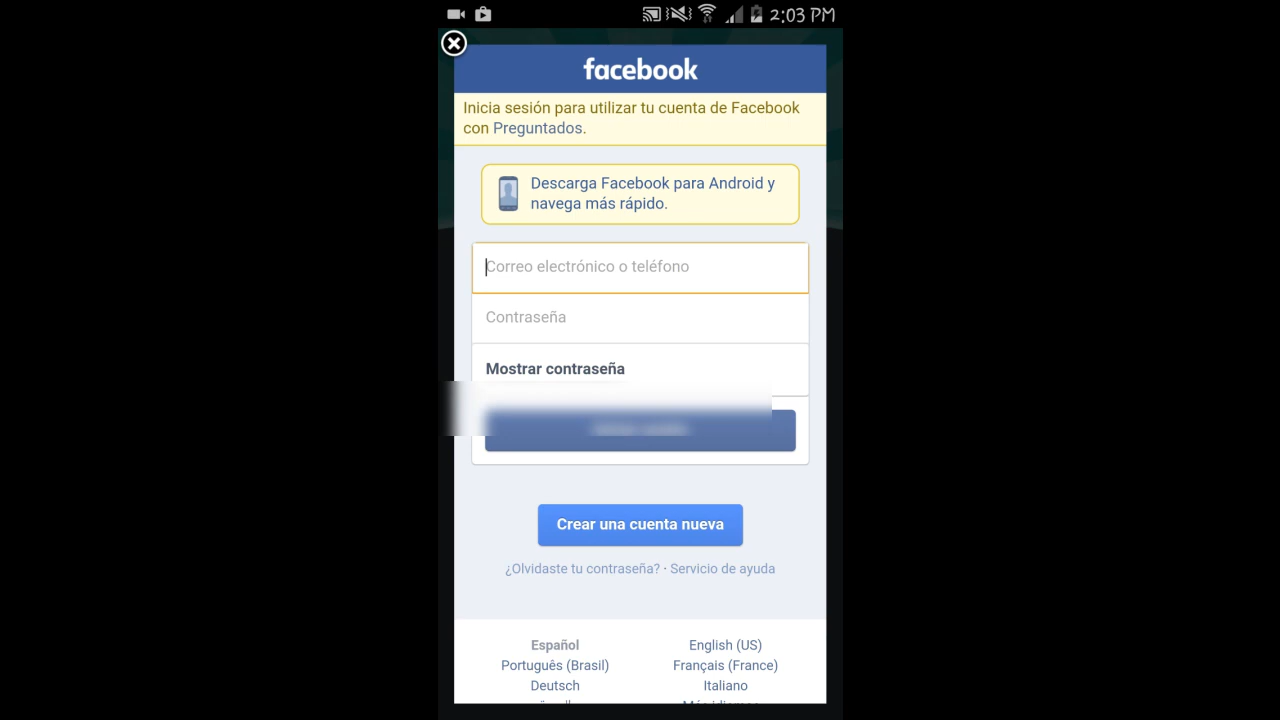 2:03 PM
facebook
Inicia sesión para utilizar tu cuenta de Facebook
con Preguntados.
Descarga Facebook para Android y
navega más rápido.
Correo electrónico o teléfono
Contraseña
Mostrar contraseña
Crear una cuenta nueva
¿Olvidaste tu contraseña? · Servicio de ayuda
Español English (US)
Português (Brasil) Français (France)
Deutsch Italiano